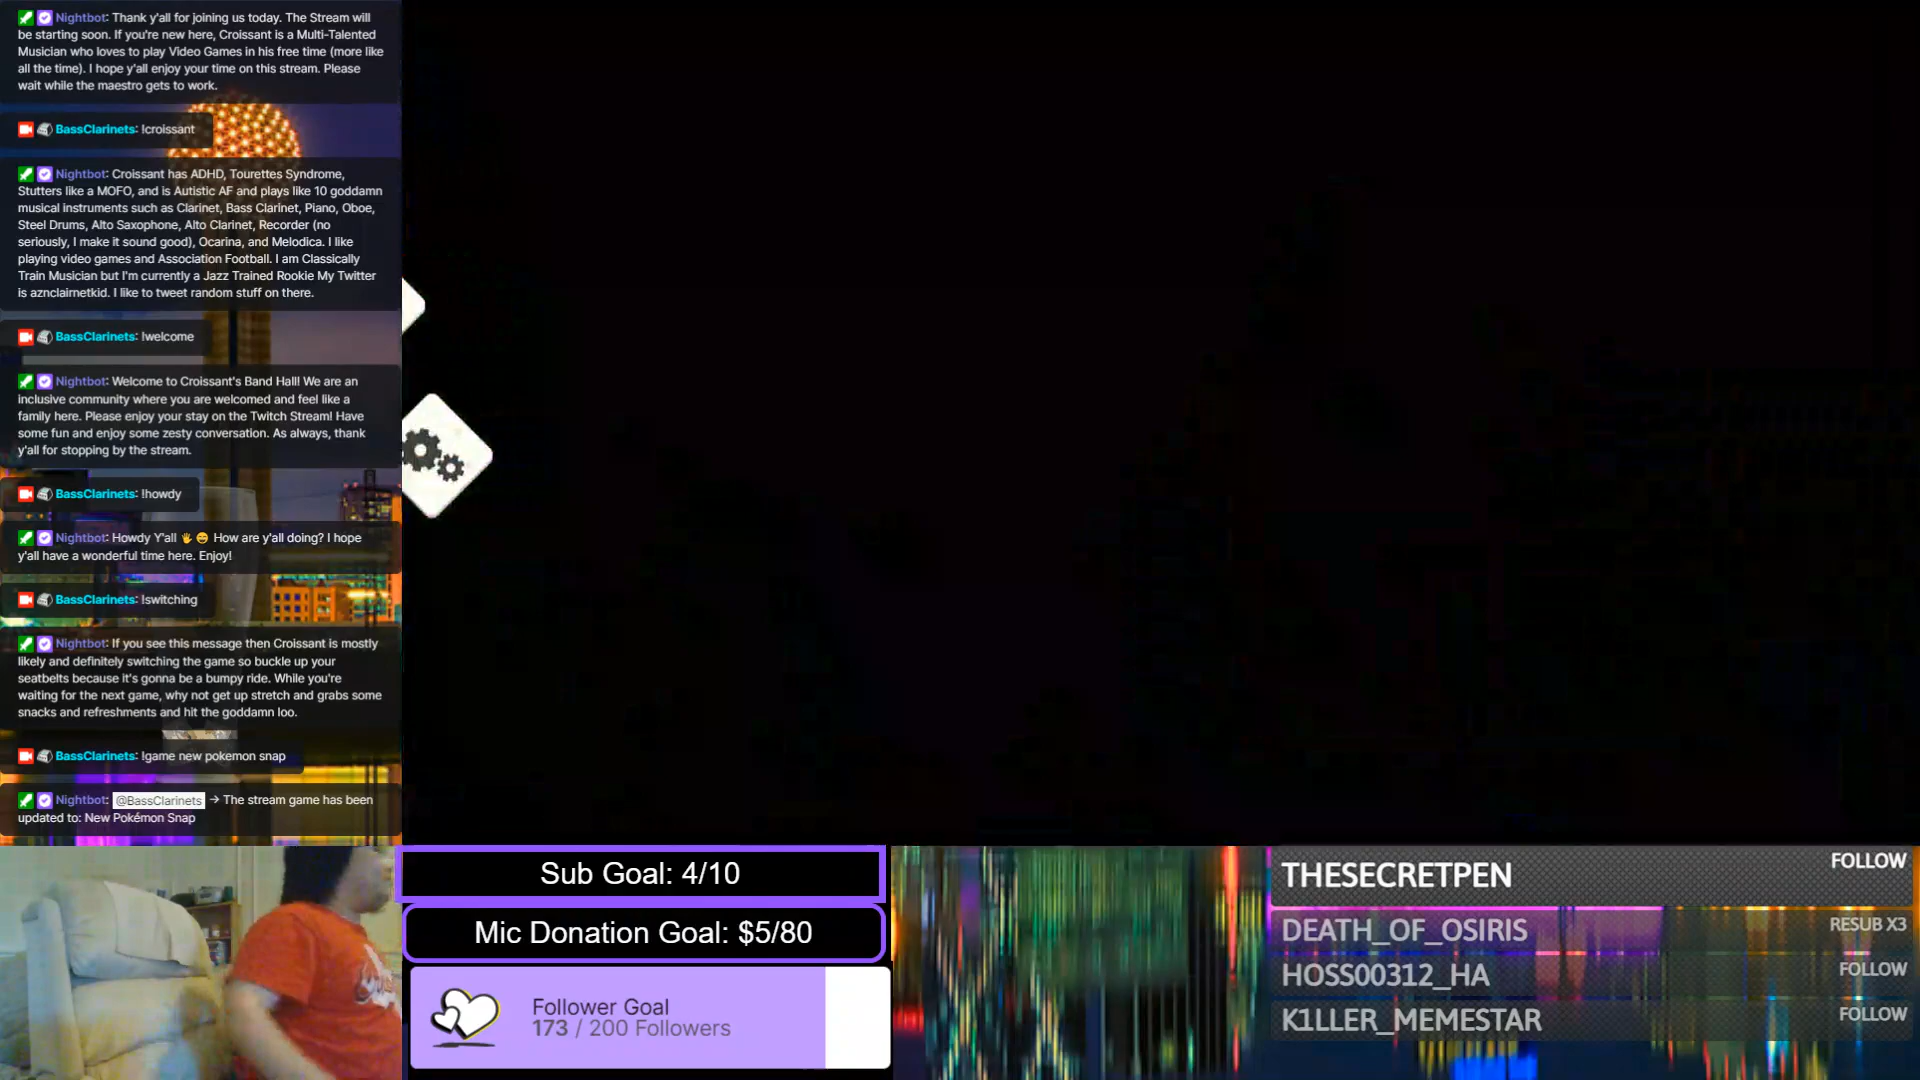 Nightbot: Thank y'all for joining us today. The Stream will
be starting soon. If you're new here, Croissant is a Multi-Talented
Musician who loves to play Video Games in his free time (more like
all the time). I hope y'all enjoy your time on this stream. Please
wait while the maestro gets to work.
BassClarinets: !croissant
Nightbot: Croissant has ADHD, Tourettes Syndrome,
Stutters like a MOFO, and is Autistic AF and plays like 10 goddamn
musical instruments such as Clarinet, Bass Clarinet, Piano, Oboe,
Steel Drums, Alto Saxophone, Alto Clarinet, Recorder (no
seriously, I make it sound good), Ocarina, and Melodica. I like
playing video games and Association Football. I am Classically
Train Musician but I'm currently a Jazz Trained Rookie My Twitter
is aznclairnetkid. I like to tweet random stuff on there.
BassClarinets: !welcome
Nightbot: Welcome to Croissant's Band Hall! We are an
inclusive community where you are welcomed and feel like a
family here. Please enjoy your stay on the Twitch Stream! Have
some fun and enjoy some zesty conversation. As always, thank
y'all for stopping by the stream.
BassClarinets: !howdy
Nightbot: Howdy Y'all 🖐 😄 How are y'all doing? I hope
y'all have a wonderful time here. Enjoy!
BassClarinets: !switching
Nightbot: If you see this message then Croissant is mostly
likely and definitely switching the game so buckle up your
seatbelts because it's gonna be a bumpy ride. While you're
waiting for the next game, why not get up stretch and grabs some
snacks and refreshments and hit the goddamn loo.
BassClarinets: !game new pokemon snap
Nightbot: @BassClarinets → The stream game has been
updated to: New Pokémon Snap
Sub Goal: 4/10
Mic Donation Goal: $5/80
Follower Goal
173 / 200 Followers
THESECRETPEN FOLLOW
DEATH_OF_OSIRIS RESUB X3
HOSS00312_HA FOLLOW
K1LLER_MEMESTAR FOLLOW